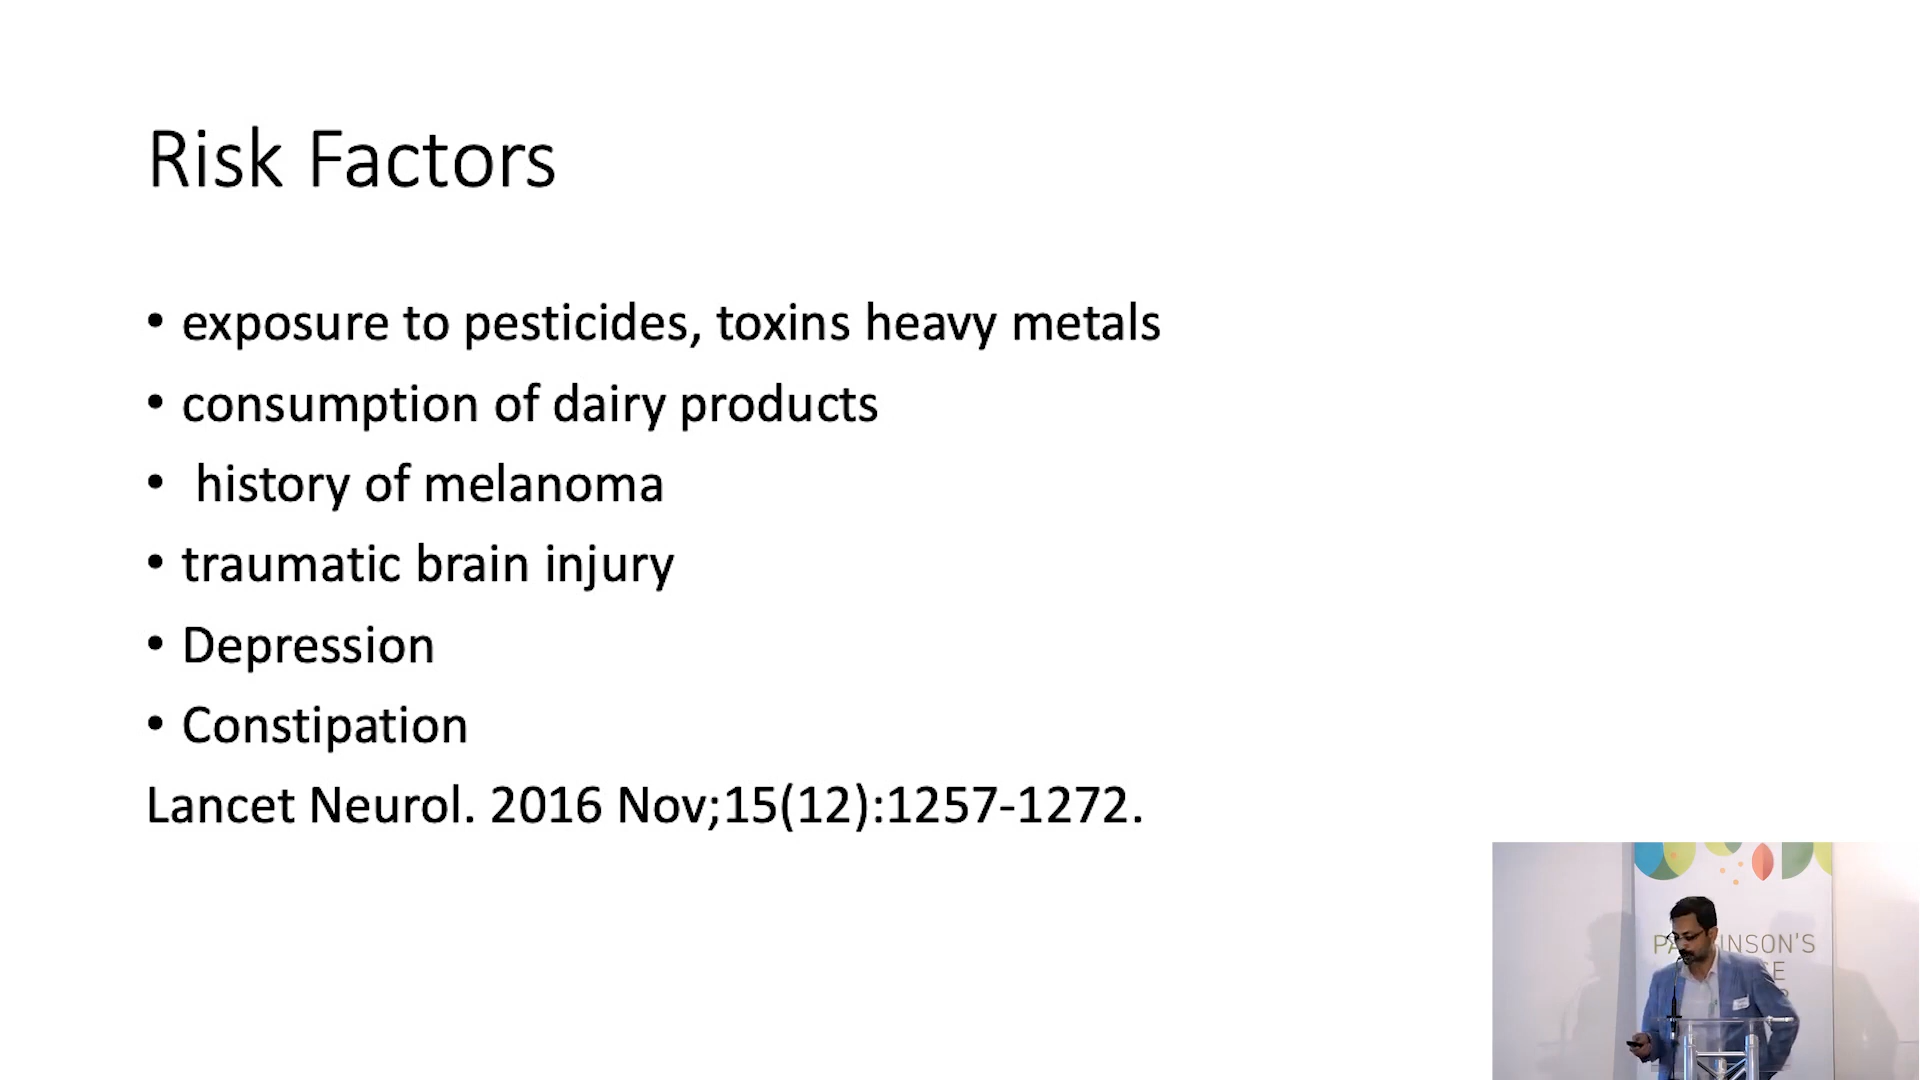 Risk Factors
• exposure to pesticides, toxins heavy metals
• consumption of dairy products
• history of melanoma
• traumatic brain injury
• Depression
• Constipation
Lancet Neurol. 2016 Nov;15(12):1257-1272.